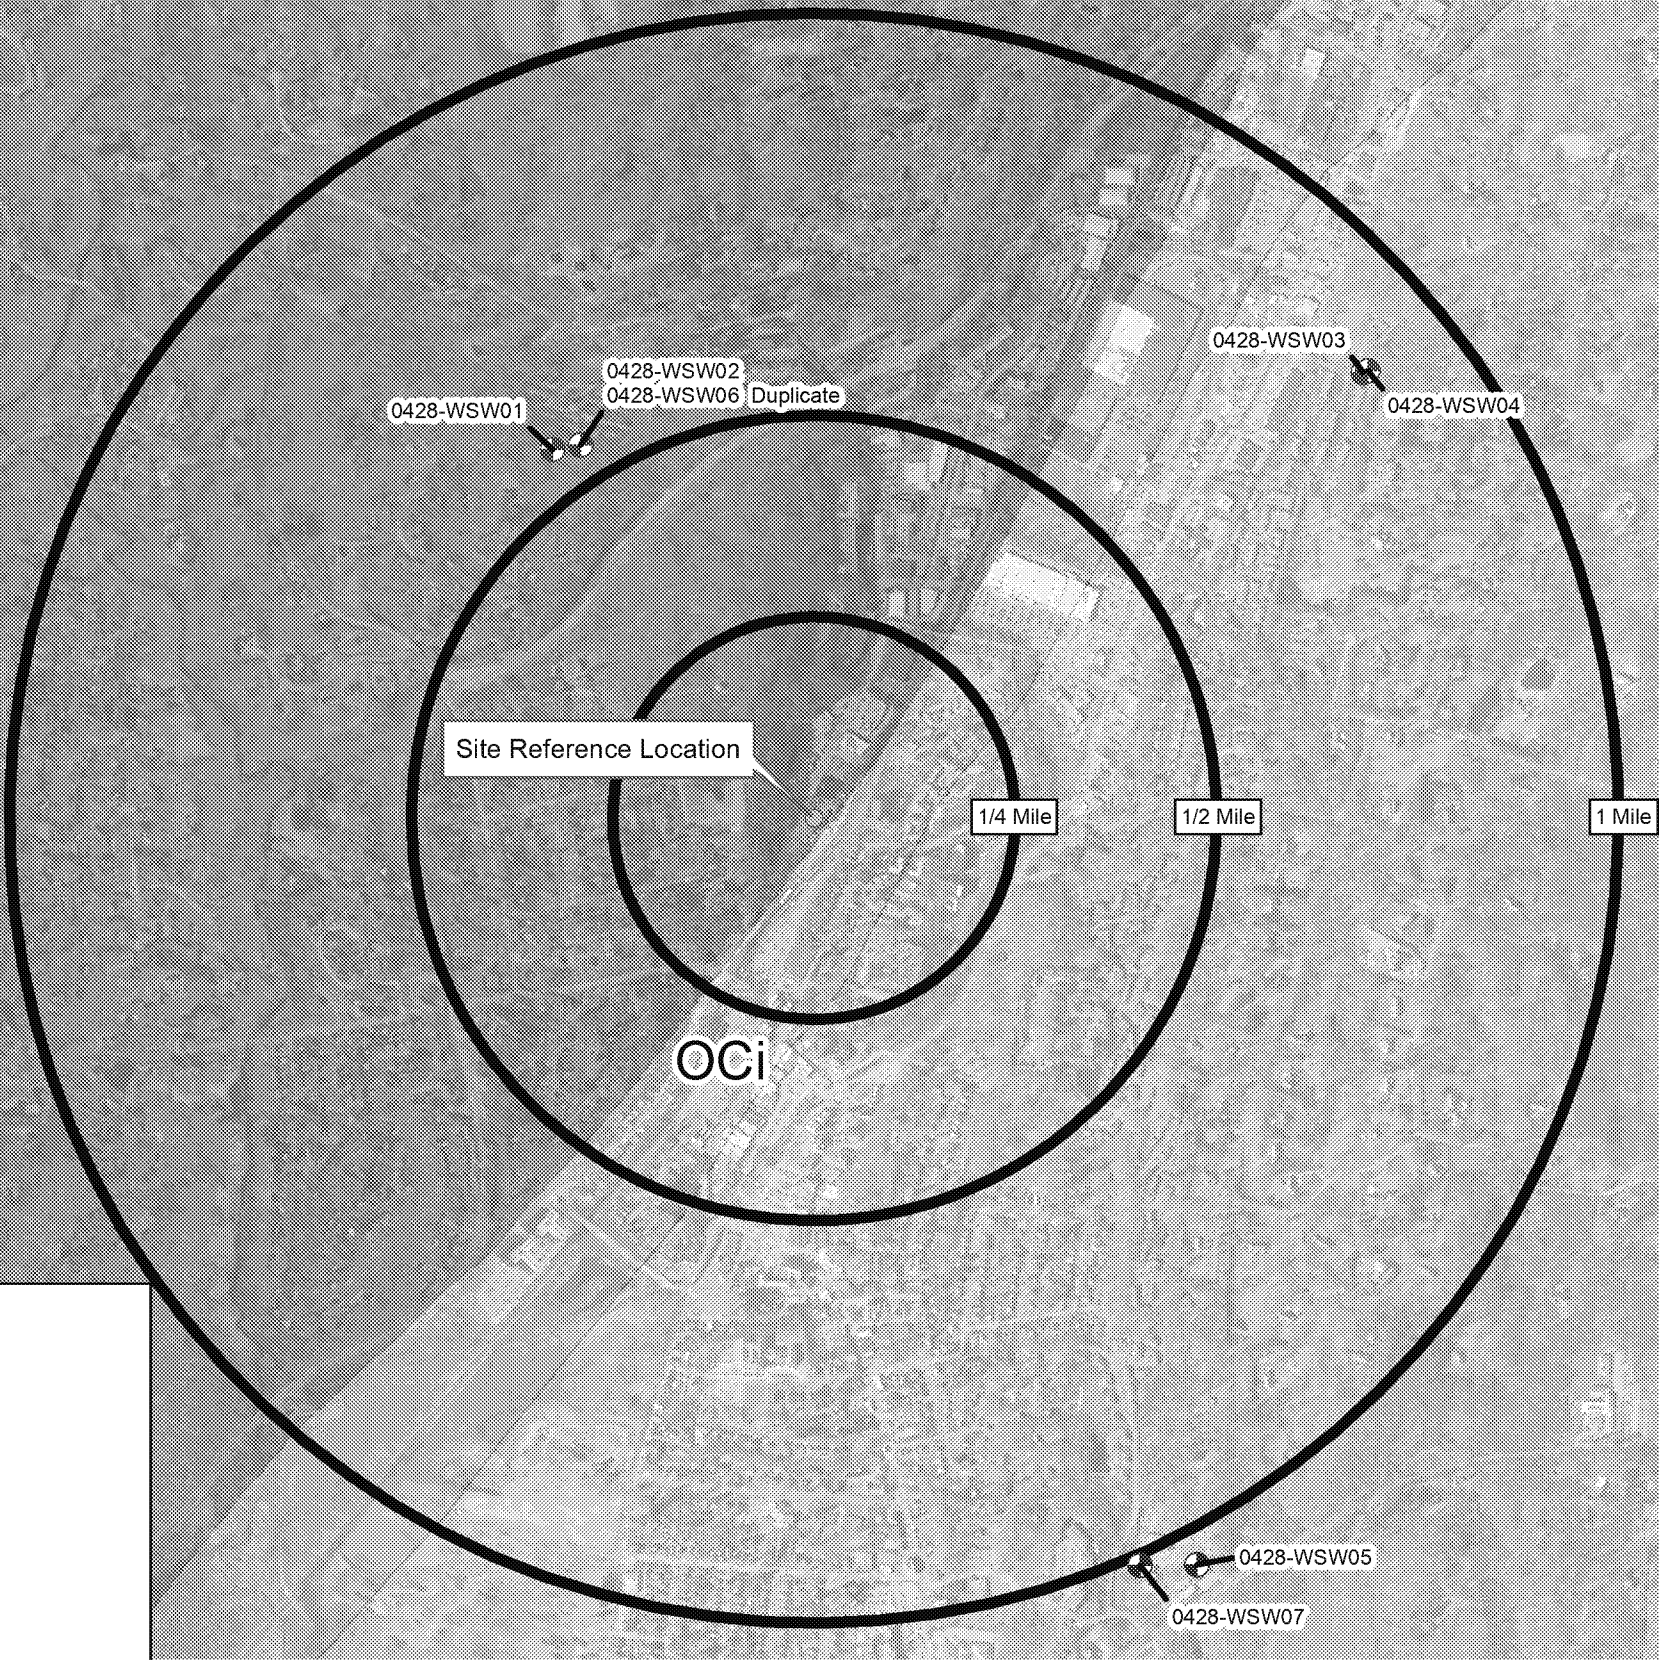 0428-WSW03
0428-WSW02
0428-WSW06 Duplicate
0428-WSW01
0428-WSW04
Site Reference Location
1/4 Mile
1/2 Mile
1 Mile
OCi
0428-WSW05
0428-WSW07